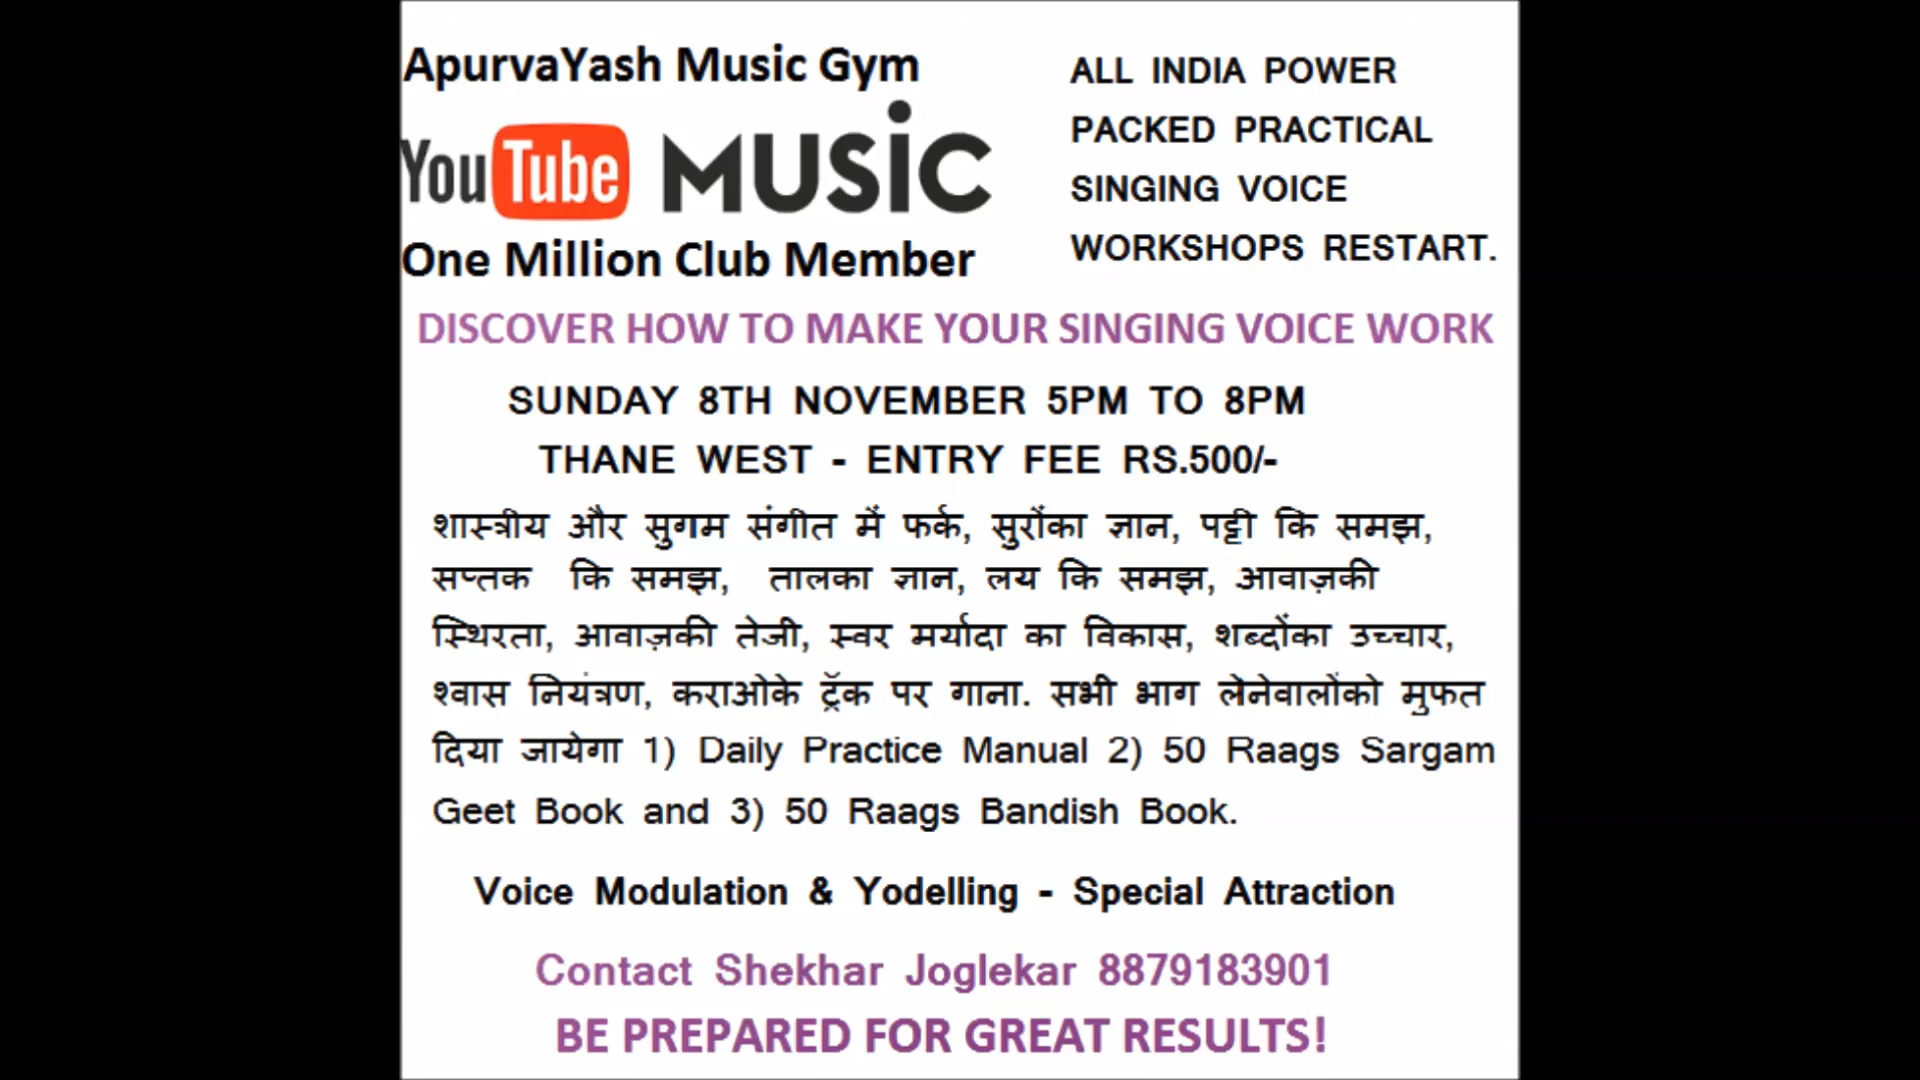 ApurvaYash Music Gym
YouTube MUSIC
One Million Club Member
ALL INDIA POWER
PACKED PRACTICAL
SINGING VOICE
WORKSHOPS RESTART.
DISCOVER HOW TO MAKE YOUR SINGING VOICE WORK
SUNDAY 8TH NOVEMBER 5PM TO 8PM
THANE WEST - ENTRY FEE RS.500/-
शास्त्रीय और सुगम संगीत में फर्क, सुरोंका ज्ञान, पट्टी कि समझ,
सप्तक कि समझ, तालका ज्ञान, लय कि समझ, आवाज़की
स्थिरता, आवाज़की तेजी, स्वर मर्यादा का विकास, शब्दोंका उच्चार,
श्वास नियंत्रण, कराओके ट्रॅक पर गाना. सभी भाग लेनेवालोंको मुफत
दिया जायेगा 1) Daily Practice Manual 2) 50 Raags Sargam
Geet Book and 3) 50 Raags Bandish Book.
Voice Modulation & Yodelling - Special Attraction
Contact Shekhar Joglekar 8879183901
BE PREPARED FOR GREAT RESULTS!